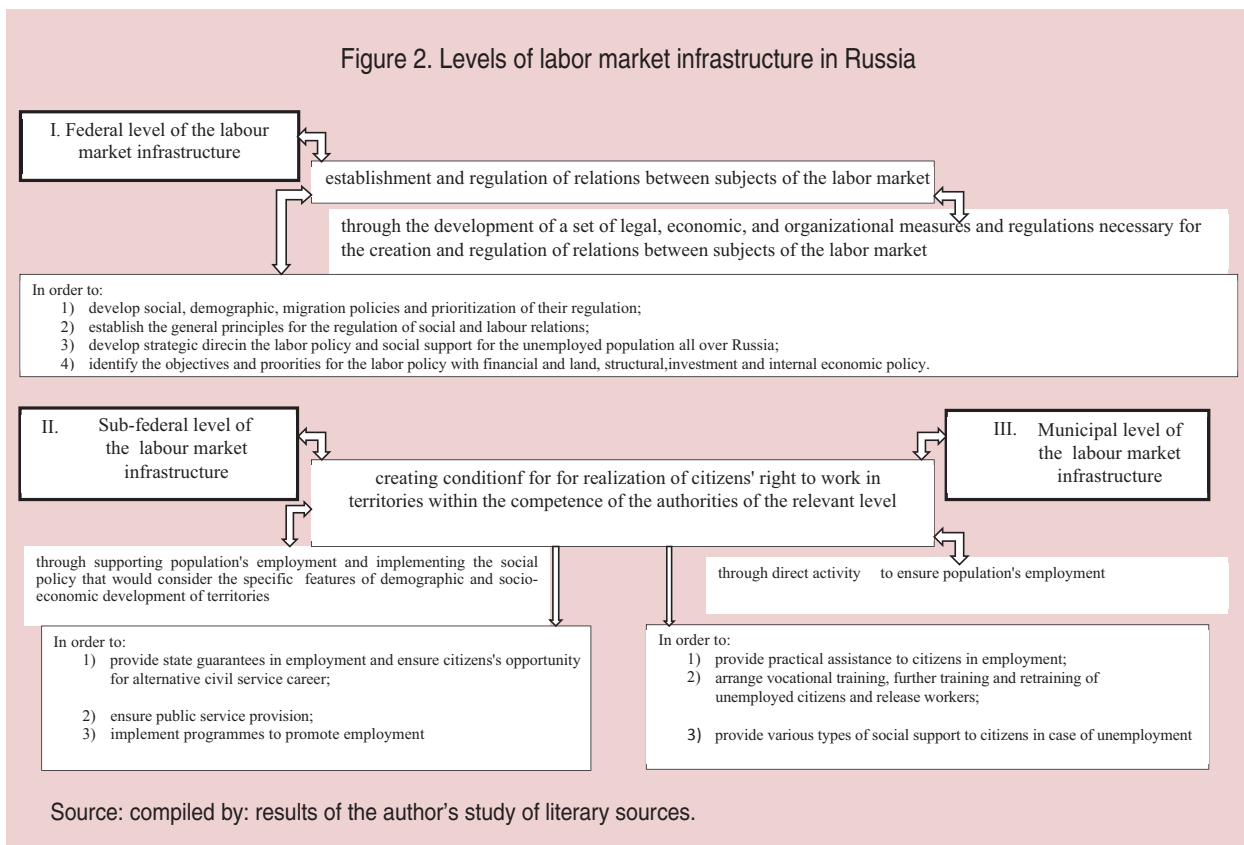 Figure 2. Levels of labor market infrastructure in Russia
I. Federal level of the labour
market infrastructure
establishment and regulation of relations between subjects of the labor market
through the development of a set of legal, economic, and organizational measures and regulations necessary for
the creation and regulation of relations between subjects of the labor market
In order to:
1) develop social, demographic, migration policies and prioritization of their regulation;
2) establish the general principles for the regulation of social and labour relations;
3) develop strategic direcin the labor policy and social support for the unemployed population all over Russia;
4) identify the objectives and proorities for the labor policy with financial and land, structural,investment and internal economic policy.
II. Sub-federal level of
the labour market
infrastructure
III. Municipal level of
the labour market
infrastructure
creating conditionf for for realization of citizens' right to work in
territories within the competence of the authorities of the relevant level
through supporting population's employment and implementing the social
policy that would consider the specific features of demographic and socio-
economic development of territories
through direct activity to ensure population's employment
In order to:
1) provide state guarantees in employment and ensure citizens's opportunity
for alternative civil service career;
2) ensure public service provision;
3) implement programmes to promote employment
In order to:
1) provide practical assistance to citizens in employment;
2) arrange vocational training, further training and retraining of
unemployed citizens and release workers;
3) provide various types of social support to citizens in case of unemployment
Source: compiled by: results of the author's study of literary sources.